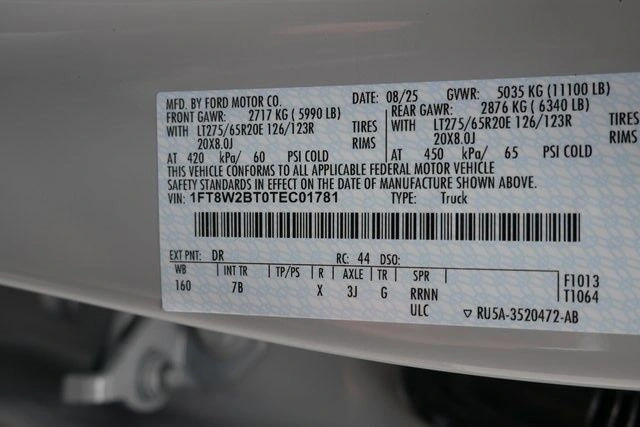 MFD. BY FORD MOTOR CO. DATE: 08/25 GVWR: 5035 KG (11100 LB)
FRONT GAWR: 2717 KG ( 5990 LB) REAR GAWR: 2876 KG ( 6340 LB)
WITH LT275/65R20E 126/123R TIRES WITH LT275/65R20E 126/123R TIRES
20X8.0J RIMS 20X8.0J RIMS
AT 420 kPa/ 60 PSI COLD AT 450 kPa/ 65 PSI COLD
THIS VEHICLE CONFORMS TO ALL APPLICABLE FEDERAL MOTOR VEHICLE
SAFETY STANDARDS IN EFFECT ON THE DATE OF MANUFACTURE SHOWN ABOVE.
VIN: 1FT8W2BT0TEC01781 TYPE: Truck
EXT PNT: DR RC: 44 DSO:
WB INT TR TP/PS R AXLE TR SPR F1013
160 7B X 3J G RRNN T1064
ULC ▽ RU5A-3520472-AB